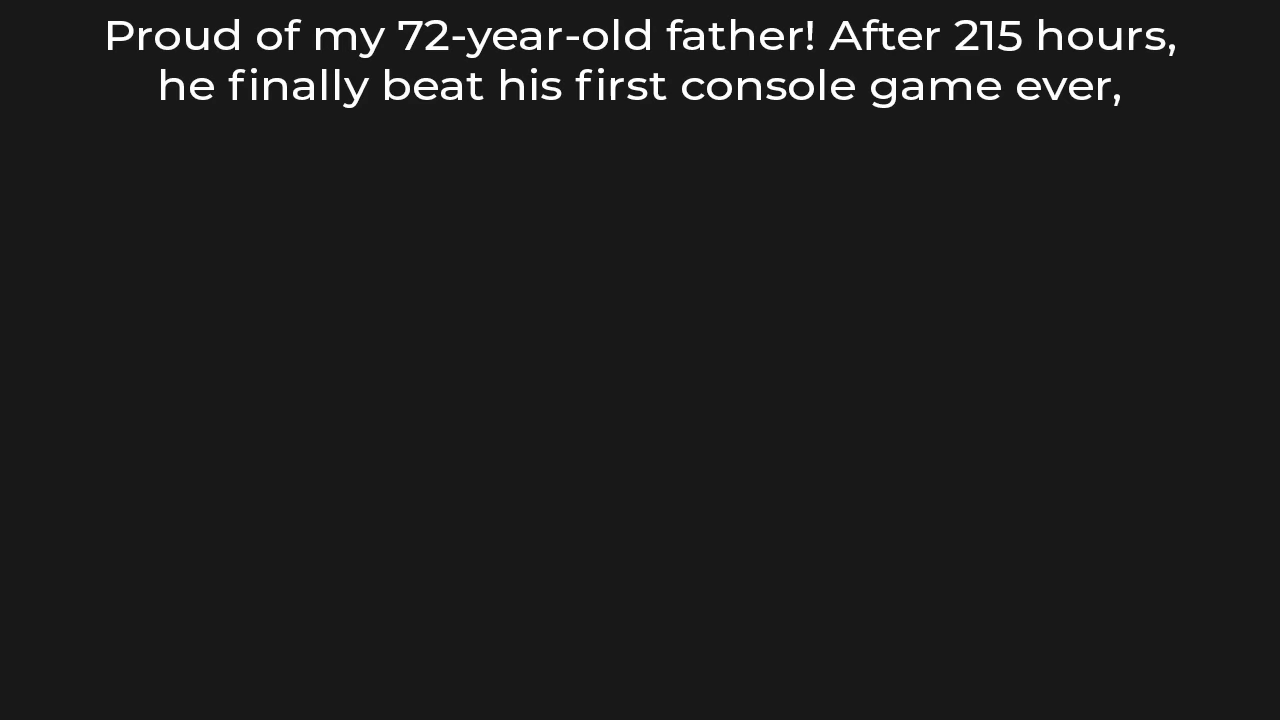 Proud of my 72-year-old father! After 215 hours,
he finally beat his first console game ever,